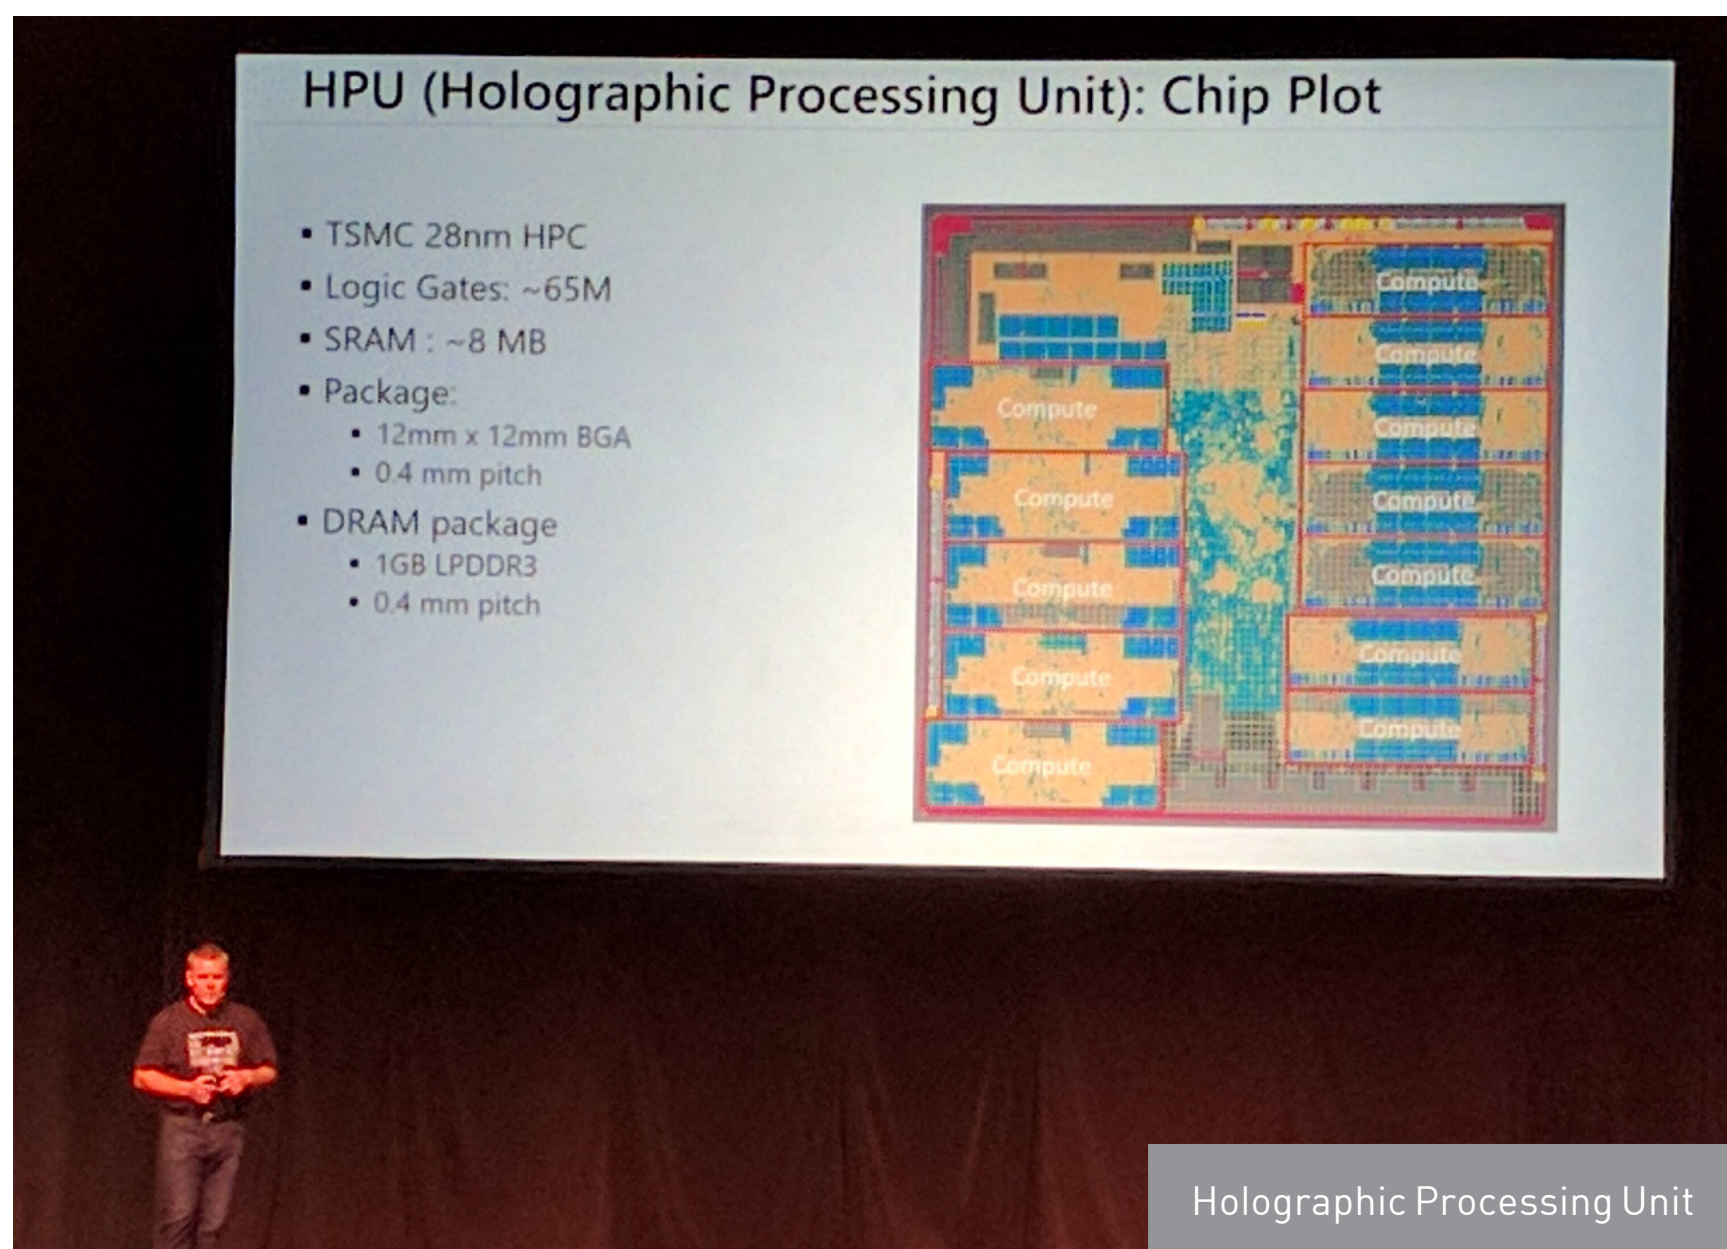 HPU (Holographic Processing Unit): Chip Plot
▪ TSMC 28nm HPC
▪ Logic Gates: ~65M
▪ SRAM : ~8 MB
▪ Package:
▪ 12mm x 12mm BGA
▪ 0.4 mm pitch
▪ DRAM package
• 1GB LPDDR3
• 0.4 mm pitch
Compute
Compute
Compute
Compute
Compute
Compute
Compute
Compute
Compute
Compute
Compute
Compute
Holographic Processing Unit